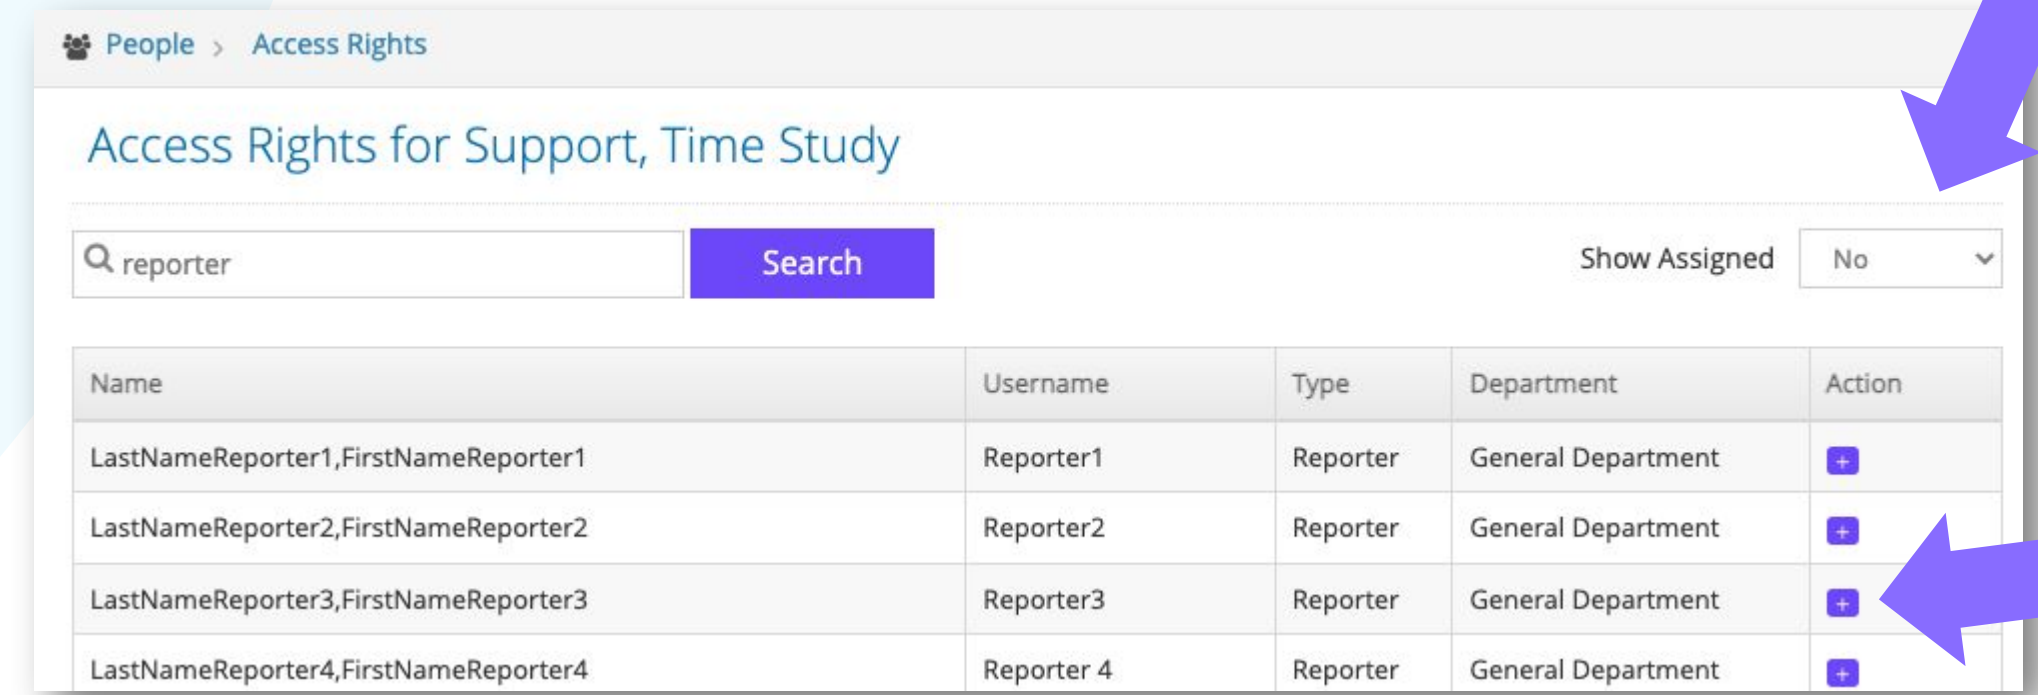 People > Access Rights
Access Rights for Support, Time Study
reporter Search Show Assigned No
Name Username Type Department Action
LastNameReporter1,FirstNameReporter1 Reporter1 Reporter General Department +
LastNameReporter2,FirstNameReporter2 Reporter2 Reporter General Department +
LastNameReporter3,FirstNameReporter3 Reporter3 Reporter General Department +
LastNameReporter4,FirstNameReporter4 Reporter 4 Reporter General Department +